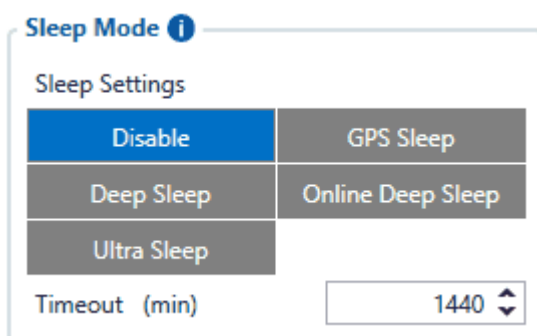 Sleep Mode i
Sleep Settings
Disable GPS Sleep
Deep Sleep Online Deep Sleep
Ultra Sleep
Timeout (min) 1440